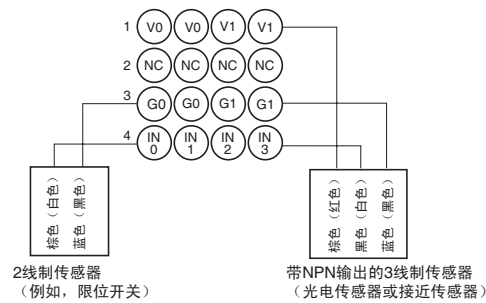 1 V0 V0 V1 V1
2 NC NC NC NC
3 G0 G0 G1 G1
4 IN 0 IN 1 IN 2 IN 3
棕色（白色）
蓝色（黑色）
棕色（红色）
黑色（白色）
蓝色（黑色）
2线制传感器
（例如，限位开关）
带NPN输出的3线制传感器
（光电传感器或接近传感器）